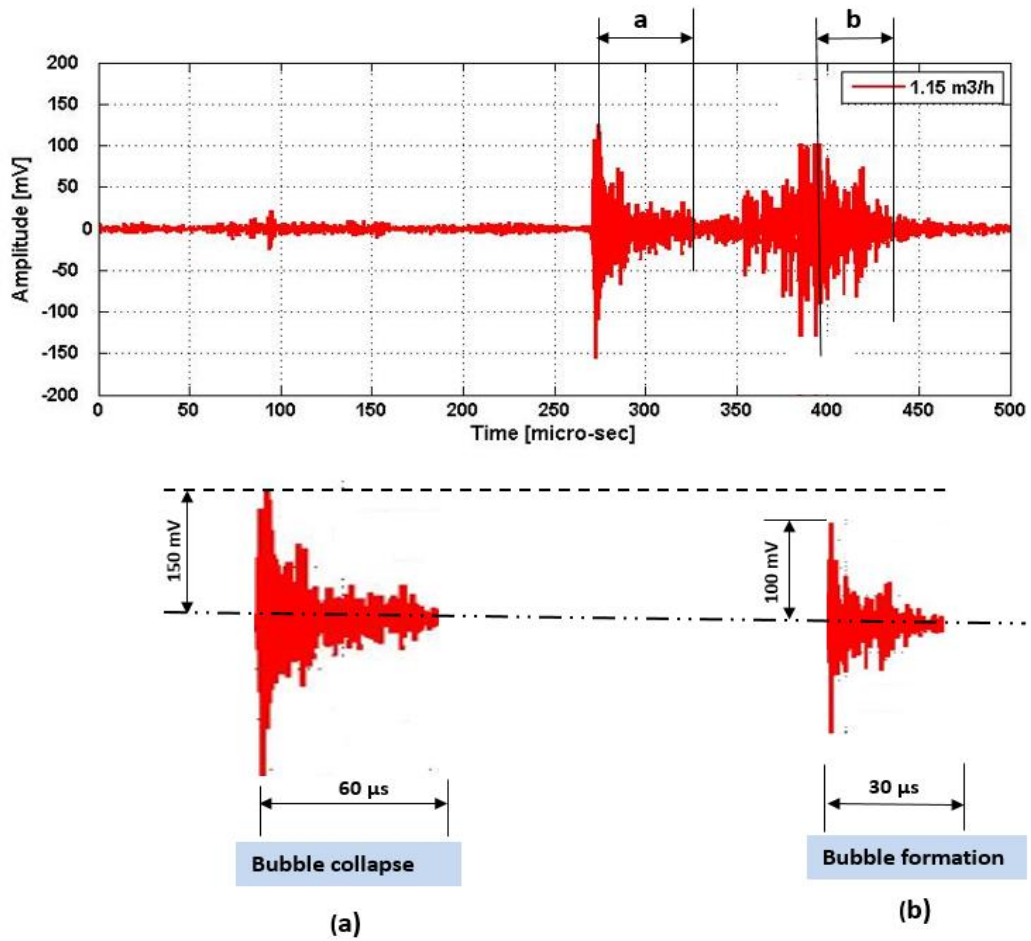 a
b
200
150
100
50
0
-50
-100
-150
-200
Amplitude [mV]
1.15 m3/h
0 50 100 150 200 250 300 350 400 450 500
Time [micro-sec]
150 mV
100 mV
60 µs
30 µs
Bubble collapse
Bubble formation
(a)
(b)